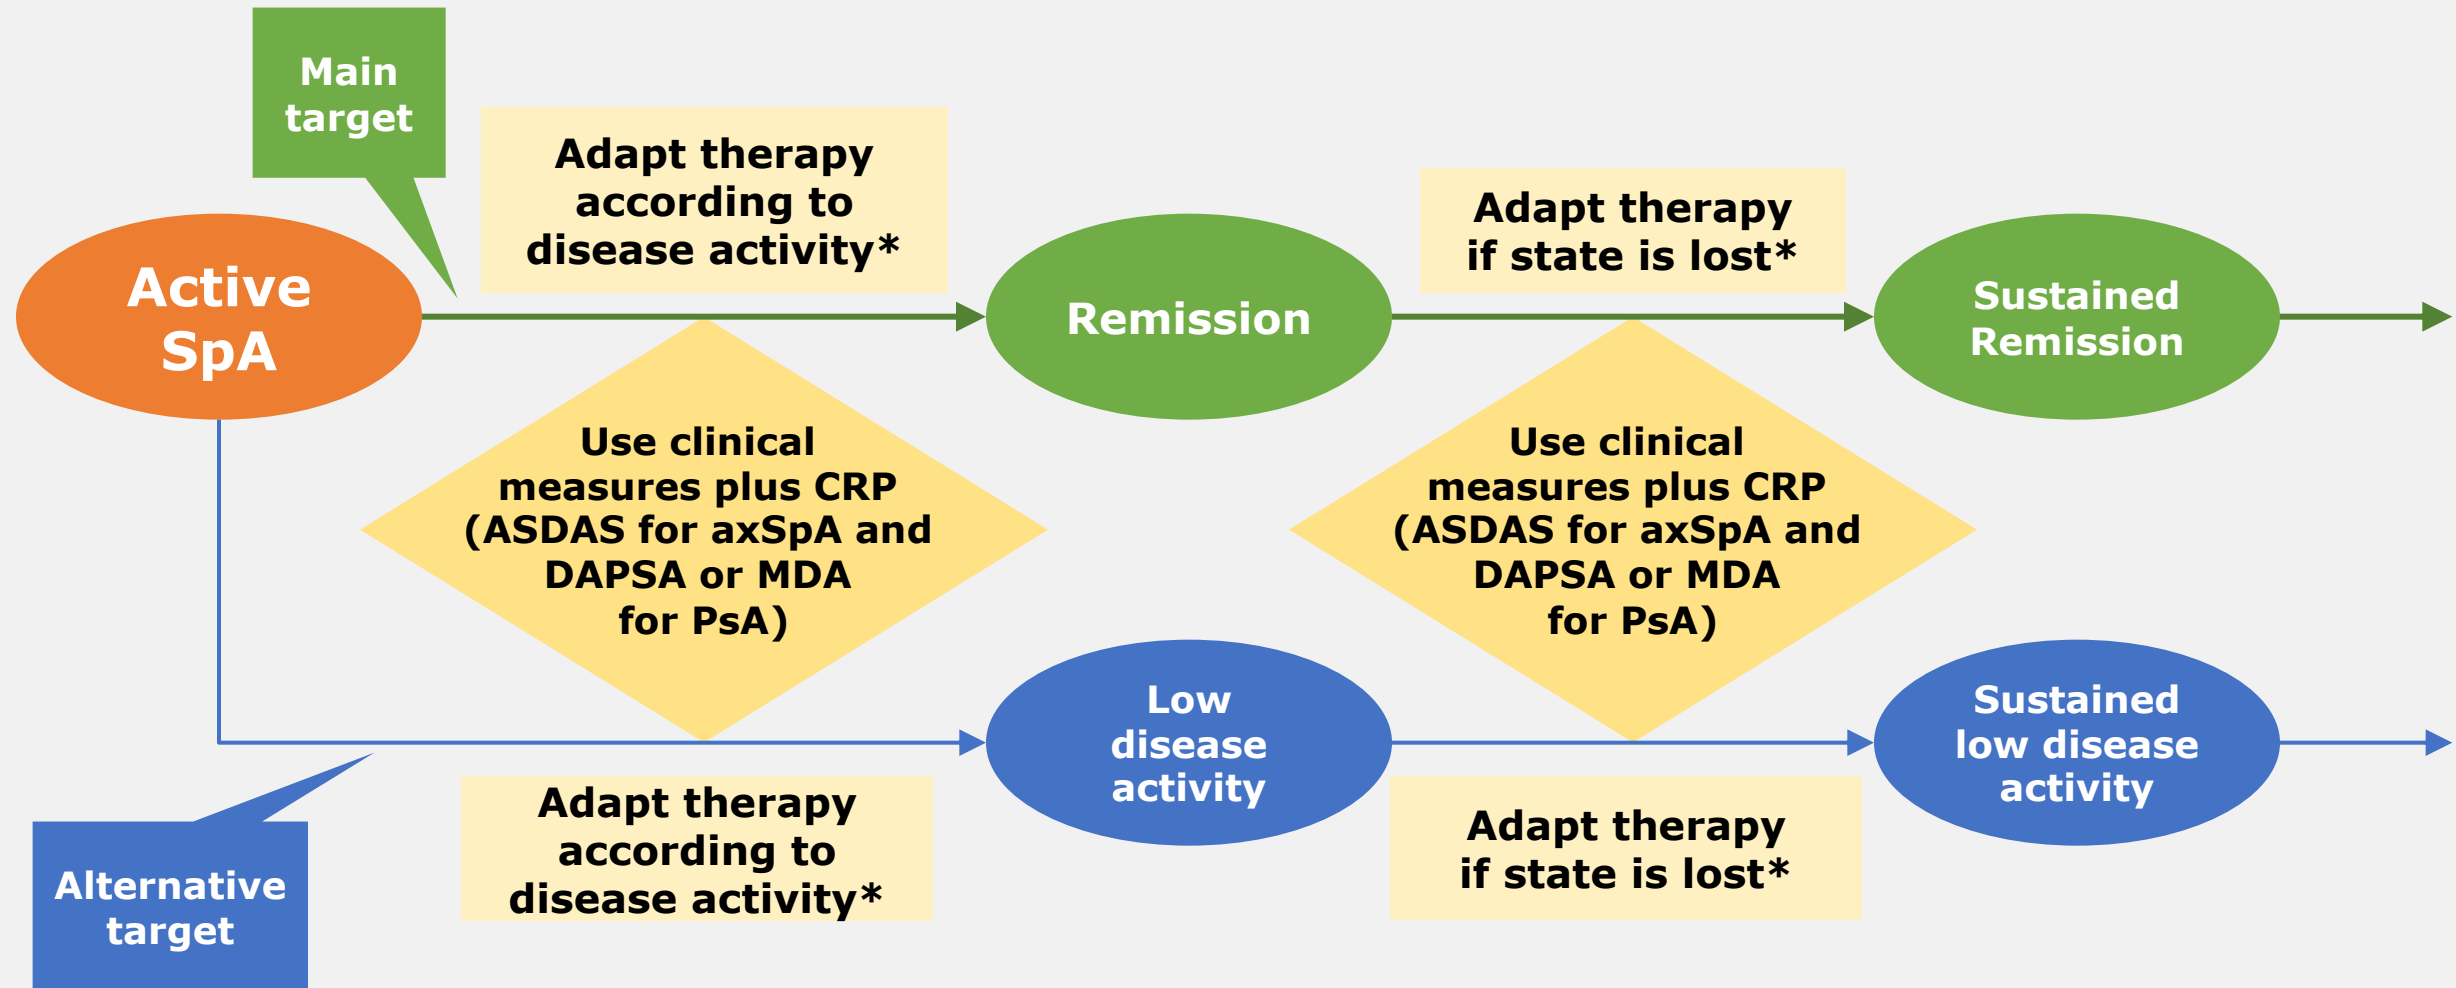 Main
target
Adapt therapy
according to
disease activity*
Adapt therapy
if state is lost*
Active
SpA
Remission
Sustained
Remission
Use clinical
measures plus CRP
(ASDAS for axSpA and
DAPSA or MDA
for PsA)
Use clinical
measures plus CRP
(ASDAS for axSpA and
DAPSA or MDA
for PsA)
Low
disease
activity
Sustained
low disease
activity
Adapt therapy
according to
disease activity*
Adapt therapy
if state is lost*
Alternative
target